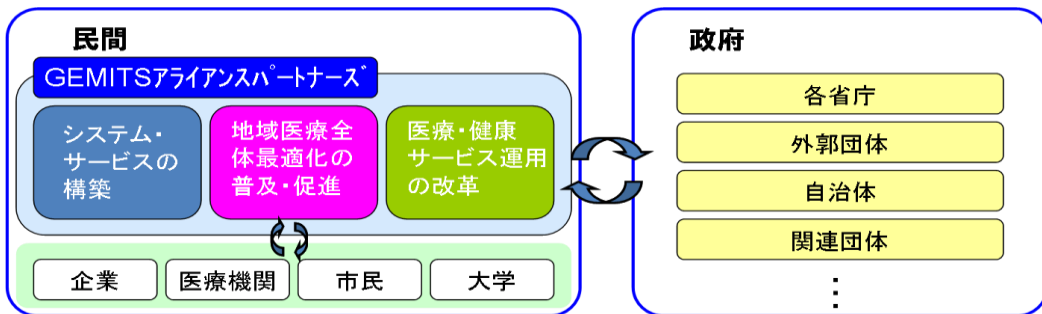 民間
GEMITSアライアンスパートナーズ
システム・
サービスの
構築
地域医療全
体最適化の
普及・促進
医療・健康
サービス運用
の改革
企業
医療機関
市民
大学
政府
各省庁
外郭団体
自治体
関連団体
⋮